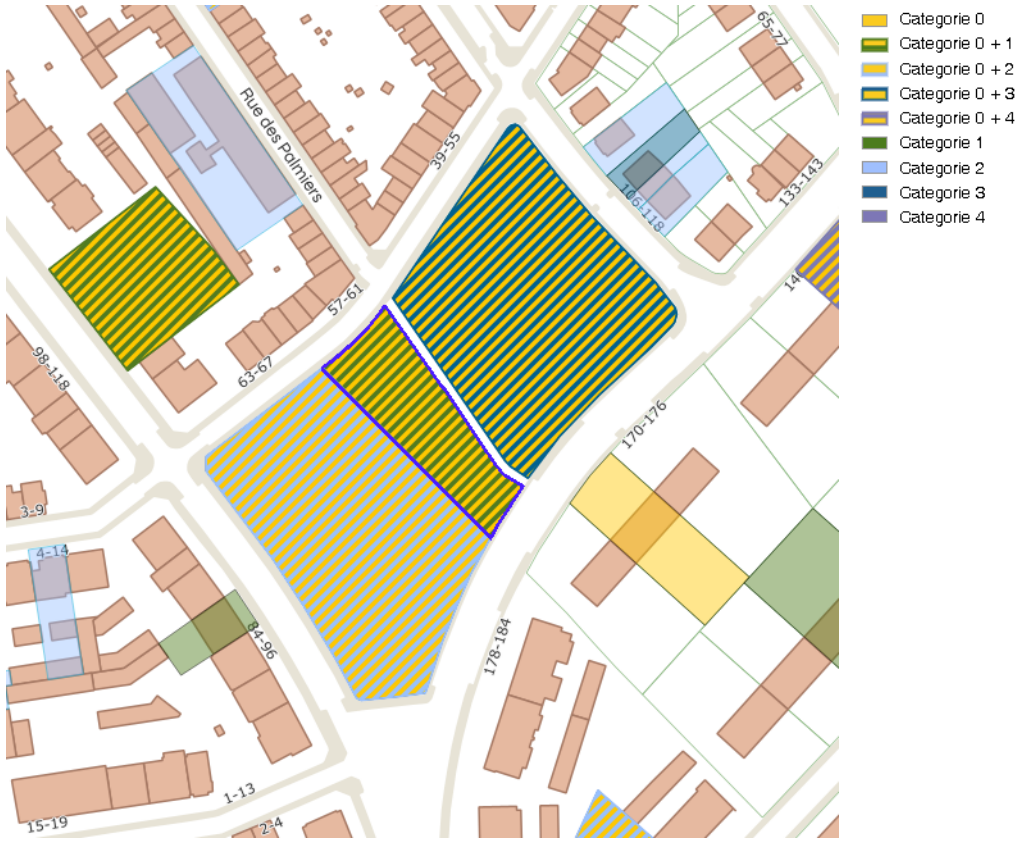 65-77
Categorie 0
Categorie 0 + 1
Categorie 0 + 2
Categorie 0 + 3
Categorie 0 + 4
Categorie 1
Categorie 2
Categorie 3
Categorie 4
Rue des Palmiers
39-55
133-143
106-118
14
57-61
63-67
98-118
170-176
3-9
4-14
84-96
178-184
1-13
15-19
2-4